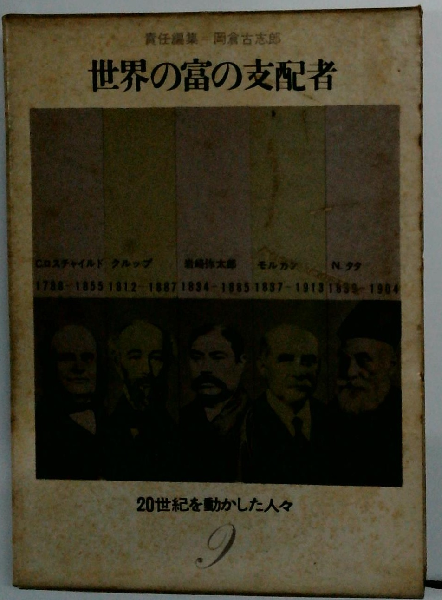 責任編集=岡倉古志郎
世界の富の支配者
C.ロスチャイルド クルップ 岩崎弥太郎 モルガン N.タタ
1788-1855 1812-1887 1834-1885 1837-1913 1839-1904
20世紀を動かした人々
9